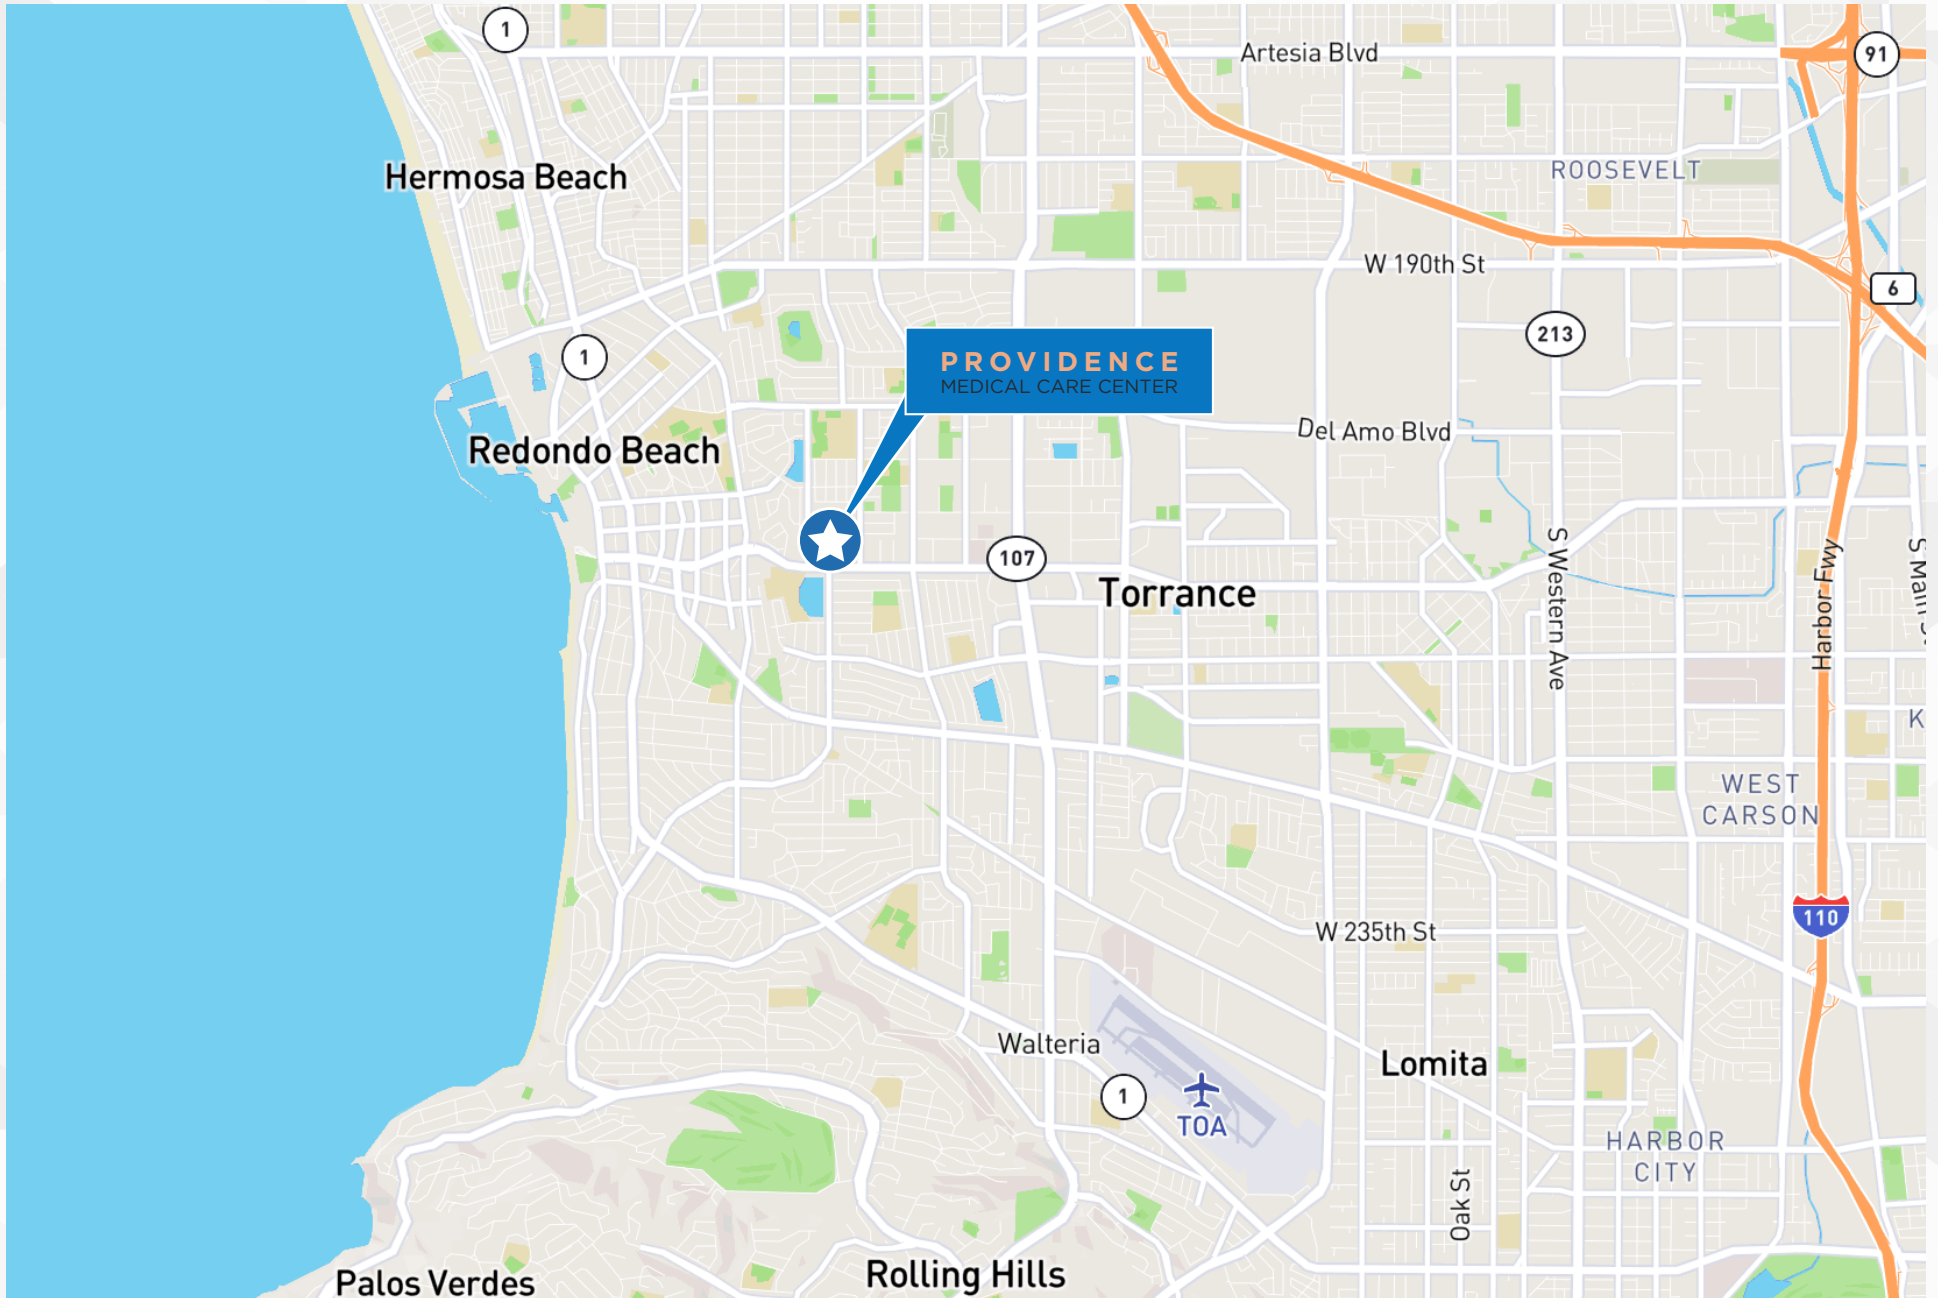 1
Artesia Blvd
91
Hermosa Beach
ROOSEVELT
W 190th St
6
213
1
PROVIDENCE
MEDICAL CARE CENTER
Redondo Beach
Del Amo Blvd
107
Torrance
S Western Ave
Harbor Fwy
S Main St
K
WEST
CARSON
110
W 235th St
Walteria
Lomita
1
TOA
HARBOR
CITY
Oak St
Rolling Hills
Palos Verdes